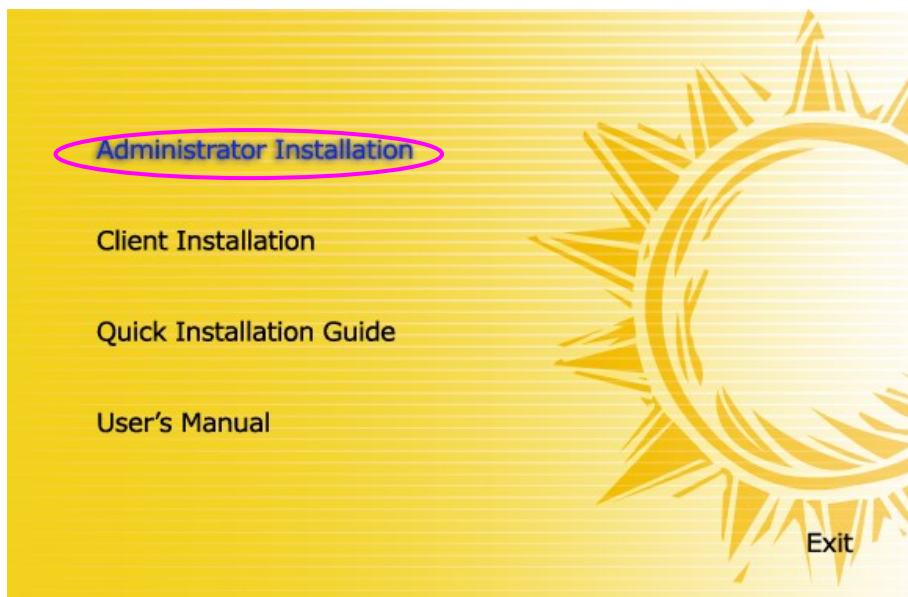 Administrator Installation
Client Installation
Quick Installation Guide
User’s Manual
Exit